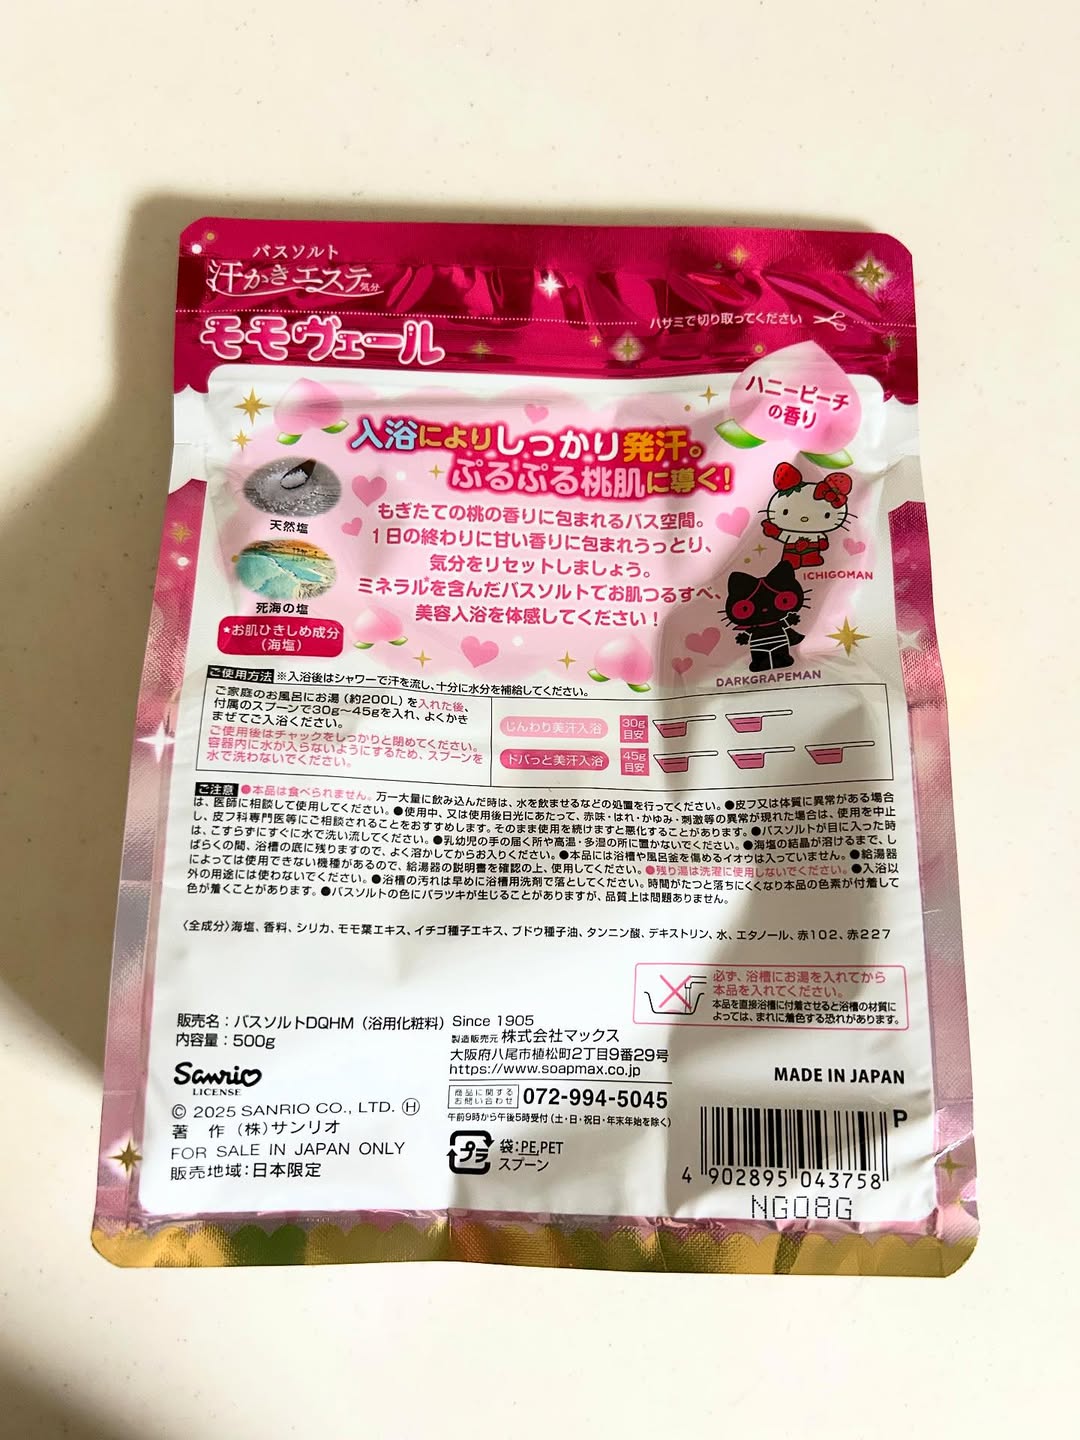 バスソルト
汗かきエステ気分
モモヴェール
ハサミで切り取ってください
ハニーピーチ
の香り
入浴によりしっかり発汗。
ぷるぷる桃肌に導く!
もぎたての桃の香りに包まれるバス空間。
1日の終わりに甘い香りに包まれうっとり、
気分をリセットしましょう。
ミネラル*を含んだバスソルトでお肌つるすべ、
美容入浴を体感してください!
天然塩
死海の塩
★お肌ひきしめ成分
(海塩)
ICHIGOMAN
DARKGRAPEMAN
ご使用方法 ※入浴後はシャワーで汗を流し、十分に水分を補給してください。
ご家庭のお風呂にお湯(約200L)を入れた後、
付属のスプーンで30g〜45gを入れ、よくかき
まぜてご入浴ください。
ご使用後はチャックをしっかりと閉めてください。
容器内に水が入らないようにするため、スプーンを
水で洗わないでください。
じんわり美汗入浴 30g目安
ドバっと美汗入浴 45g目安
ご注意 ●本品は食べられません。万一大量に飲み込んだ時は、水を飲ませるなどの処置を行ってください。●皮フ又は体質に異常がある場合
は、医師に相談して使用してください。●使用中、又は使用後日光にあたって、赤味・はれ・かゆみ・刺激等の異常が現れた場合は、使用を中止
し、皮フ科専門医等にご相談されることをおすすめします。そのまま使用を続けますと悪化することがあります。●バスソルトが目に入った時
は、こすらずにすぐに水で洗い流してください。●乳幼児の手の届く所や高温・多湿の所に置かないでください。●海塩の結晶が溶けるまで、し
ばらくの間、浴槽の底に残りますので、よく溶かしてからお入りください。●本品には浴槽や風呂釜を傷めるイオウは入っていません。●給湯器
によっては使用できない機種があるので、給湯器の説明書を確認の上、使用してください。●残り湯は洗濯に使用しないでください。●入浴以
外の用途には使わないでください。●浴槽の汚れは早めに浴槽用洗剤で落としてください。時間がたつと落ちにくくなり本品の色素が付着して
色が着くことがあります。●バスソルトの色にバラツキが生じることがありますが、品質上は問題ありません。
〈全成分〉海塩、香料、シリカ、モモ葉エキス、イチゴ種子エキス、ブドウ種子油、タンニン酸、デキストリン、水、エタノール、赤102、赤227
必ず、浴槽にお湯を入れてから
本品を入れてください。
本品を直接浴槽に付着させると浴槽の材質に
よっては、まれに着色する恐れがあります。
販売名:バスソルトDQHM(浴用化粧料)
内容量:500g
Sanrio
LICENSE
© 2025 SANRIO CO., LTD. Ⓗ
著 作 (株)サンリオ
FOR SALE IN JAPAN ONLY
販売地域:日本限定
Since 1905
製造販売元 株式会社マックス
大阪府八尾市植松町2丁目9番29号
https://www.soapmax.co.jp
商品に関するお問い合わせ 072-994-5045
午前9時から午後5時受付(土・日・祝日・年末年始を除く)
プラ
袋:PE,PET
スプーン
MADE IN JAPAN
P
4 902895 043758
NG08G